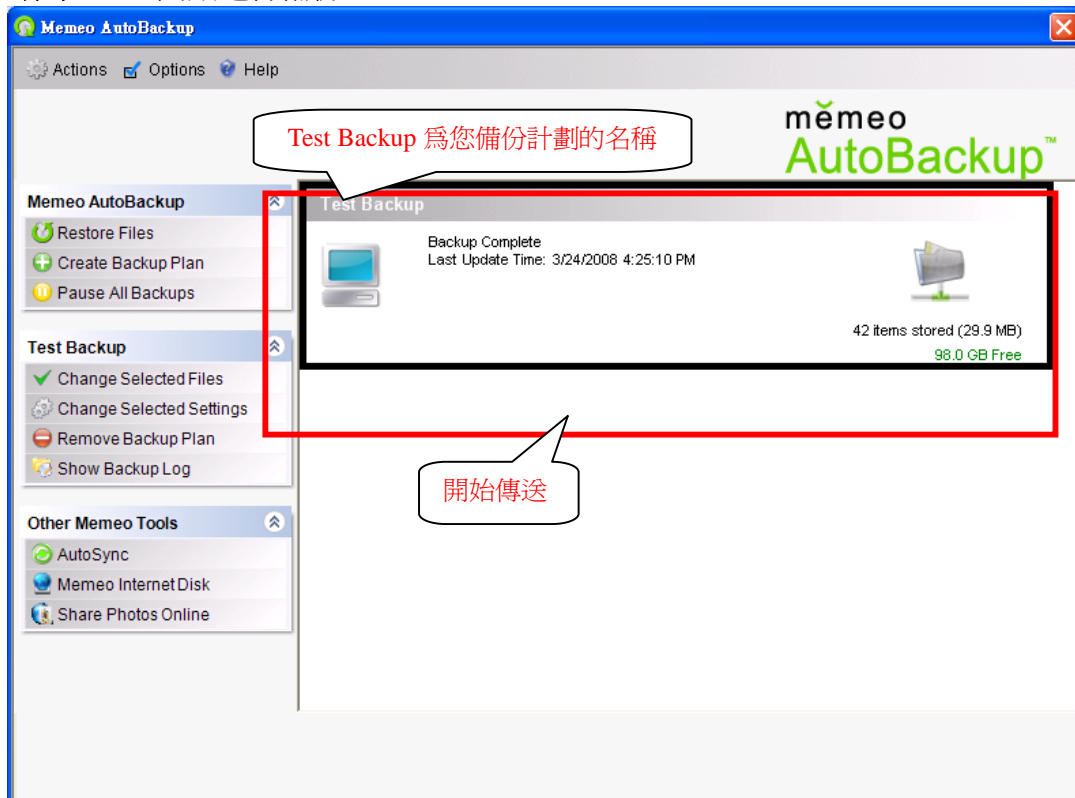 Memeo AutoBackup
Actions Options Help
Test Backup 為您備份計劃的名稱
měmeo
AutoBackup™
Memeo AutoBackup
Restore Files
Create Backup Plan
Pause All Backups
Test Backup
Change Selected Files
Change Selected Settings
Remove Backup Plan
Show Backup Log
Other Memeo Tools
AutoSync
Memeo Internet Disk
Share Photos Online
Test Backup
Backup Complete
Last Update Time: 3/24/2008 4:25:10 PM
42 items stored (29.9 MB)
98.0 GB Free
開始傳送